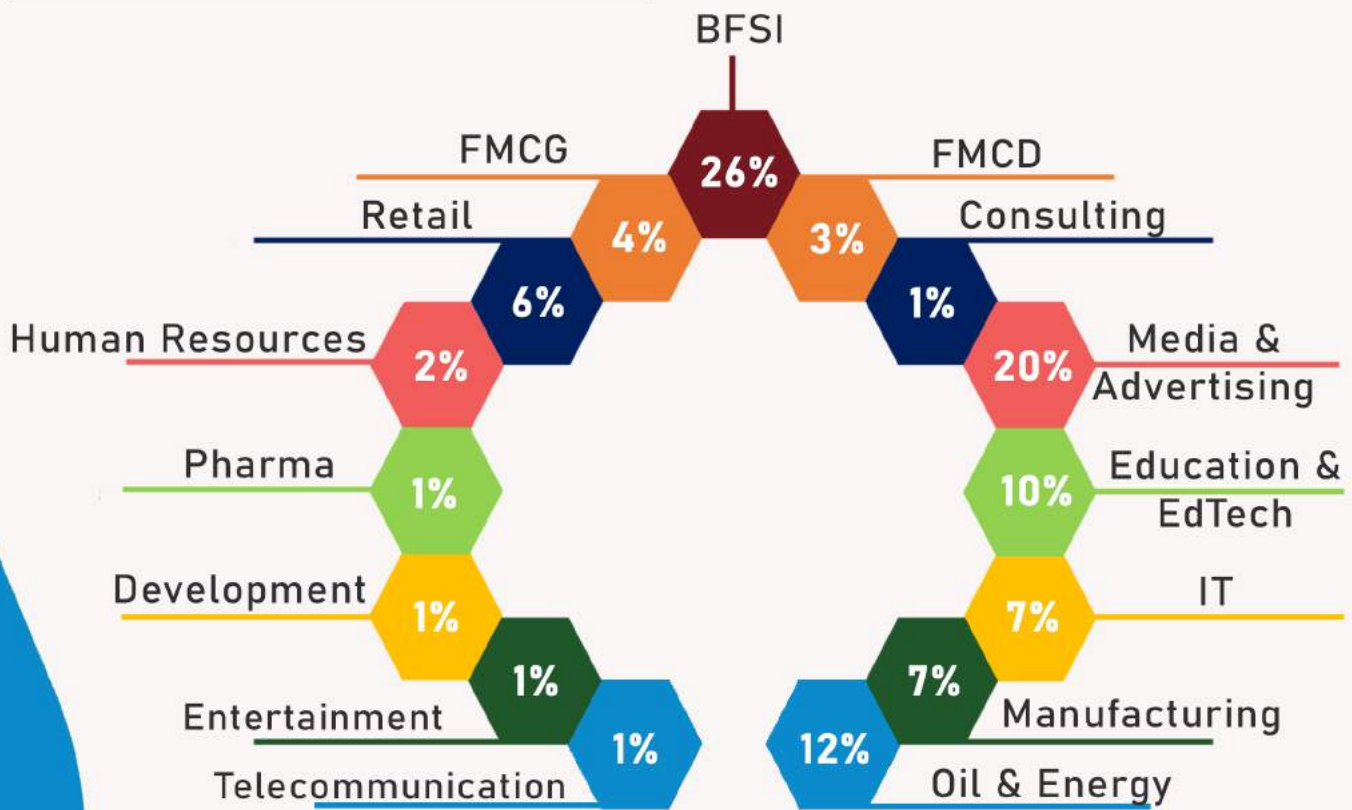 BFSI
26%
FMCG
4%
FMCD
3%
Retail
6%
Consulting
1%
Human Resources
2%
Media &
Advertising
20%
Pharma
1%
Education &
EdTech
10%
Development
1%
IT
7%
Entertainment
1%
Manufacturing
7%
Telecommunication
1%
Oil & Energy
12%